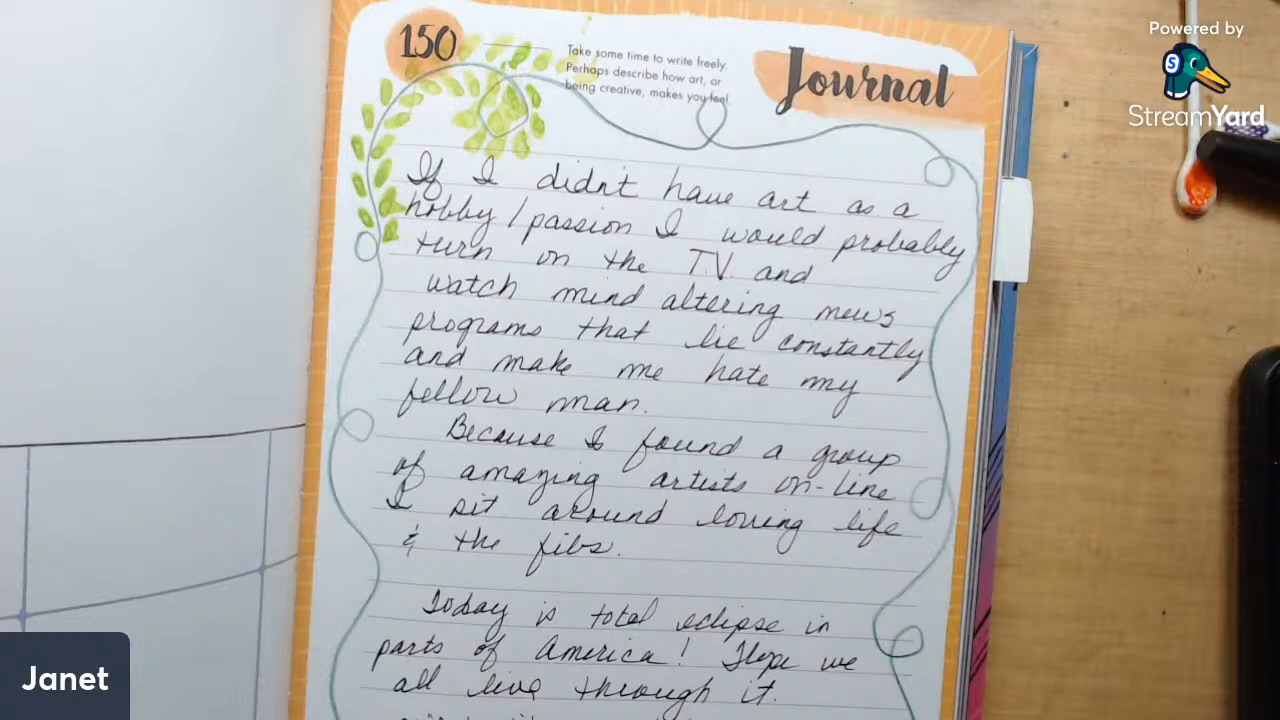 150
Take some time to write freely.
Perhaps describe how art, or
being creative, makes you feel.
Journal
Powered by
StreamYard
If I didn't have art as a
hobby/passion I would probably
turn on the T.V. and
watch mind altering news
programs that lie constantly
and make me hate my
fellow man.
Because I found a group
of amazing artists on-line
I sit around loving life
& the fibs.
Today is total eclipse in
parts of America! Hope we
all live through it.
Janet